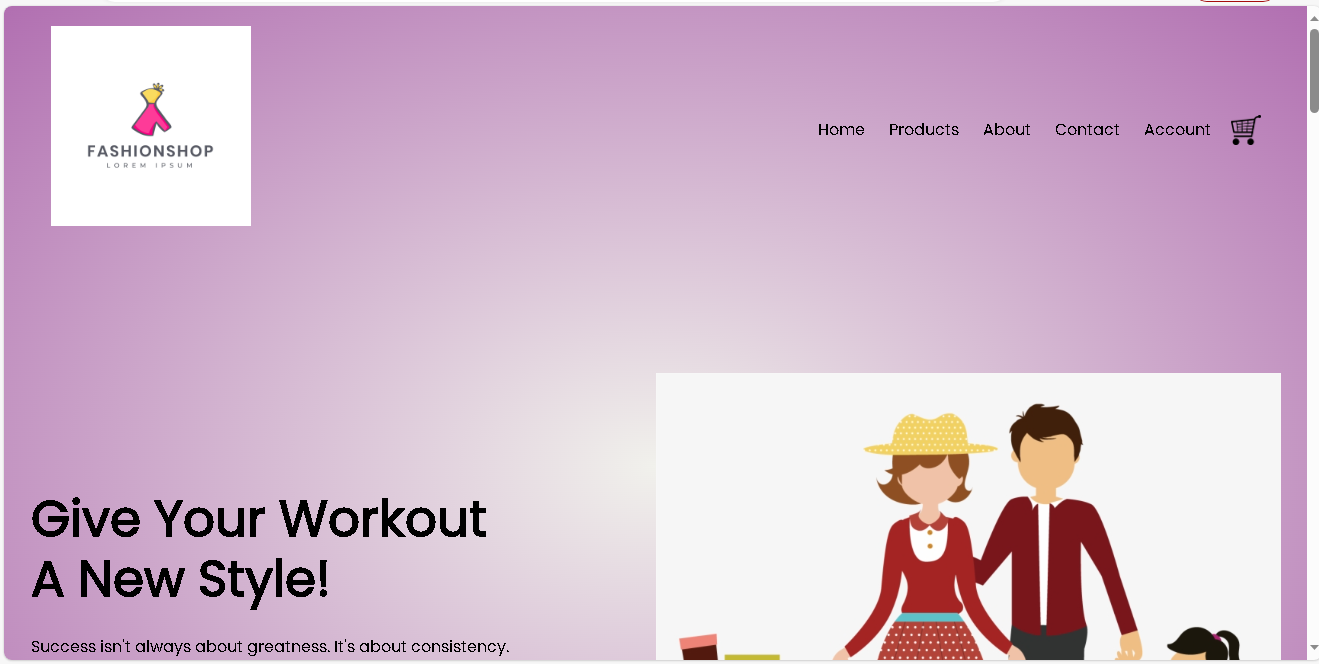 FASHIONSHOP
LOREM IPSUM
Home Products About Contact Account
Give Your Workout
A New Style!
Success isn't always about greatness. It's about consistency.